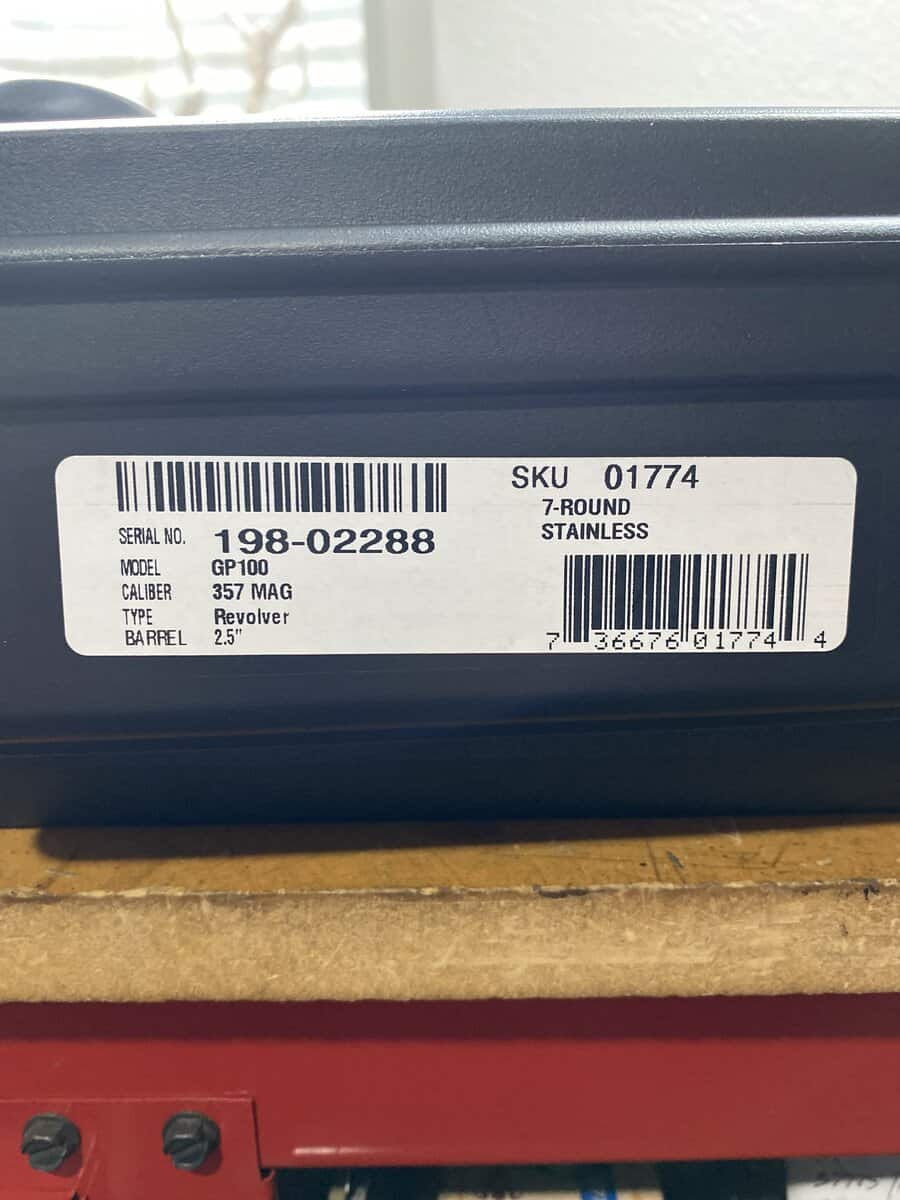 SERIAL NO. 198-02288
MODEL GP100
CALIBER 357 MAG
TYPE Revolver
BARREL 2.5"
SKU 01774
7-ROUND
STAINLESS
7 36676 01774 4